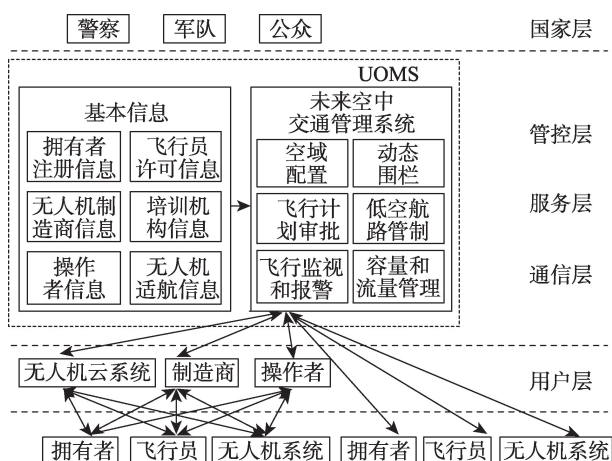 警察 军队 公众 国家层
UOMS
基本信息
未来空中
交通管理系统
管控层
拥有者
注册信息
飞行员
许可信息
空域
配置
动态
围栏
无人机制
造商信息
培训机
构信息
飞行计
划审批
低空航
路管制
服务层
操作
者信息
无人机
适航信息
飞行监视
和报警
容量和
流量管理
通信层
无人机云系统 制造商 操作者 用户层
拥有者 飞行员 无人机系统 拥有者 飞行员 无人机系统